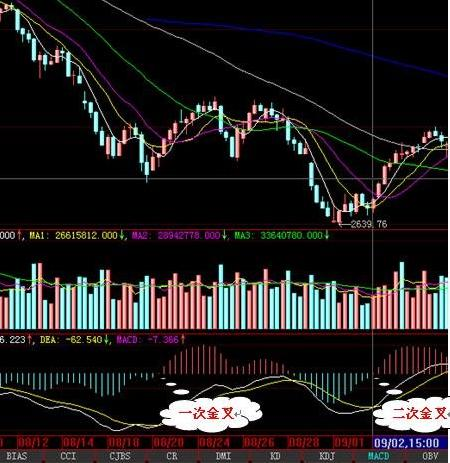 2639.76
000↑, MA1: 26615812.000↓, MA2: 28942778.000↓, MA3: 33640780.000↓
6.223↑, DEA: -62.540↓, MACD: -7.366↑
一次金叉
二次金叉
08/12 08/14 08/18 08/20 08/24 08/26 08/28 09/01 09/02,15:00
BIAS CCI CJBS CR DMI KD KDJ MACD OBV